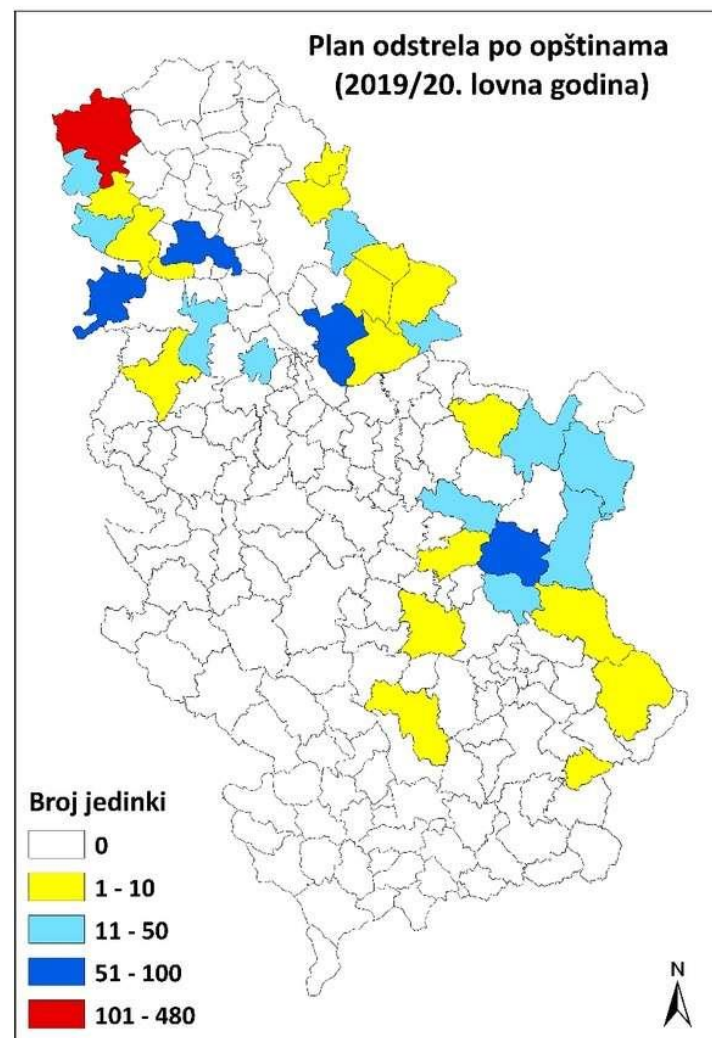 Plan odstrela po opštinama
(2019/20. lovna godina)
Broj jedinki
0
1 - 10
11 - 50
51 - 100
101 - 480
N